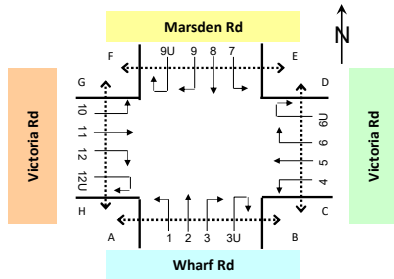 Marsden Rd
N
F
9U 9 8 7
E
G
D
Victoria Rd
10
11
12
12U
6U
6
5
4
Victoria Rd
H
C
A
1 2 3 3U
B
Wharf Rd